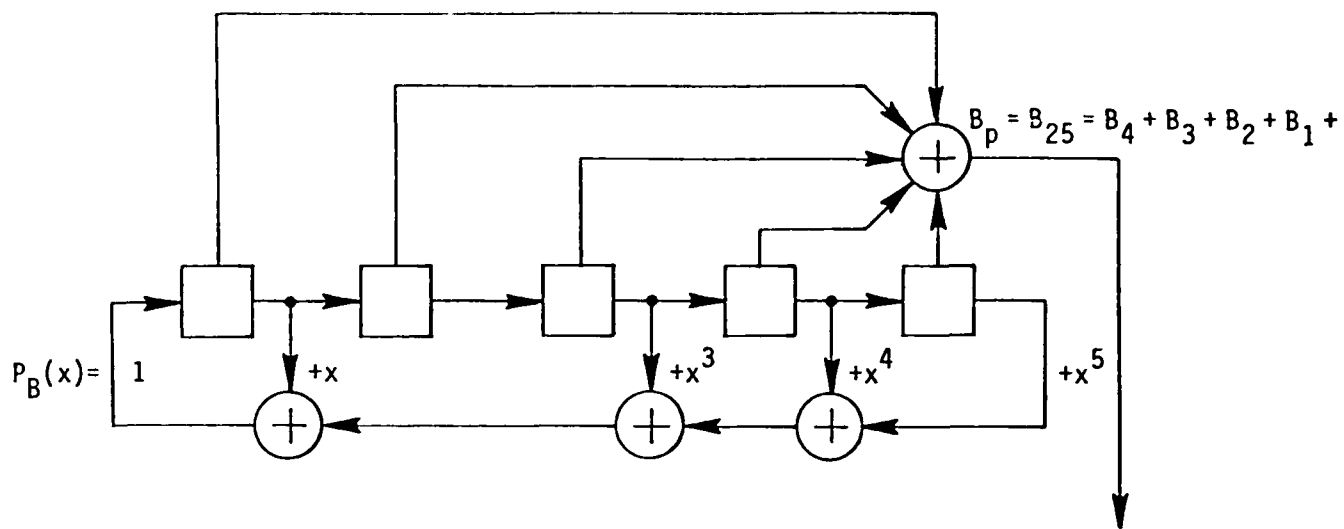 B_p = B_25 = B_4 + B_3 + B_2 + B_1 +
P_B(x)= 1 +x +x^3 +x^4 +x^5